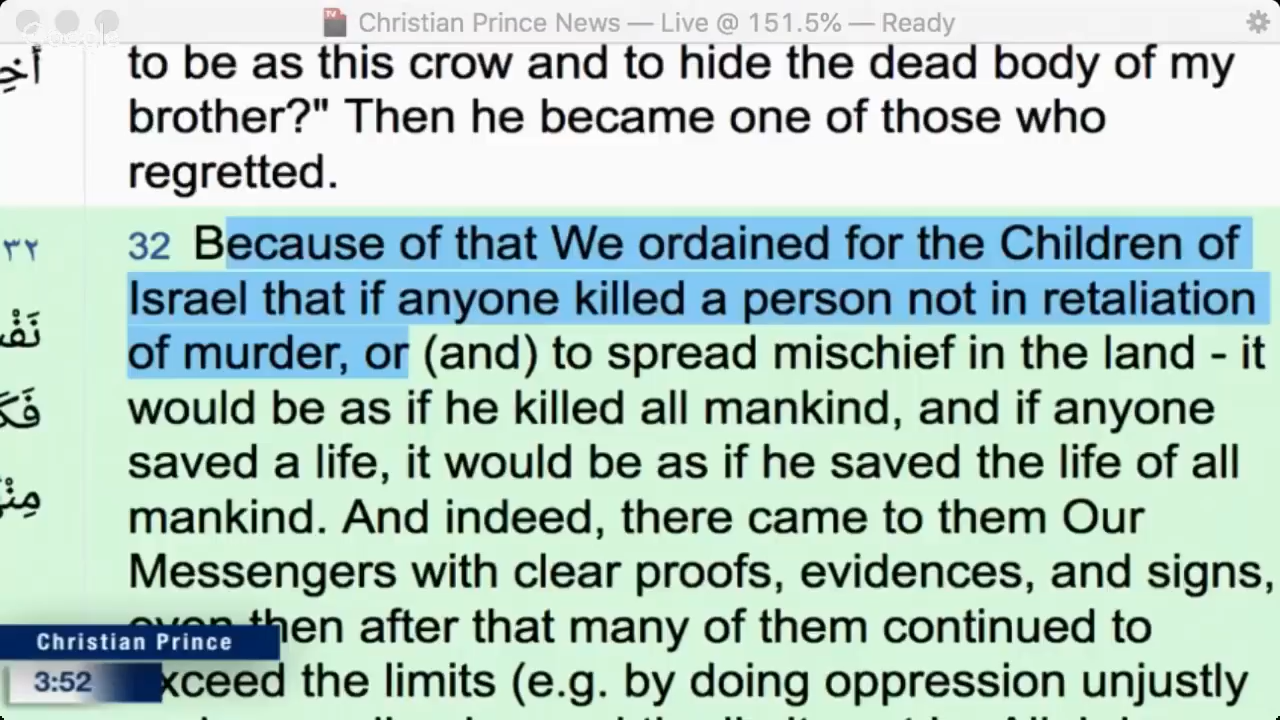 Christian Prince News — Live @ 151.5% — Ready
Google
to be as this crow and to hide the dead body of my
brother?" Then he became one of those who
regretted.
32 Because of that We ordained for the Children of
Israel that if anyone killed a person not in retaliation
of murder, or (and) to spread mischief in the land - it
would be as if he killed all mankind, and if anyone
saved a life, it would be as if he saved the life of all
mankind. And indeed, there came to them Our
Messengers with clear proofs, evidences, and signs,
even then after that many of them continued to
exceed the limits (e.g. by doing oppression unjustly
٣٢
Christian Prince
3:52